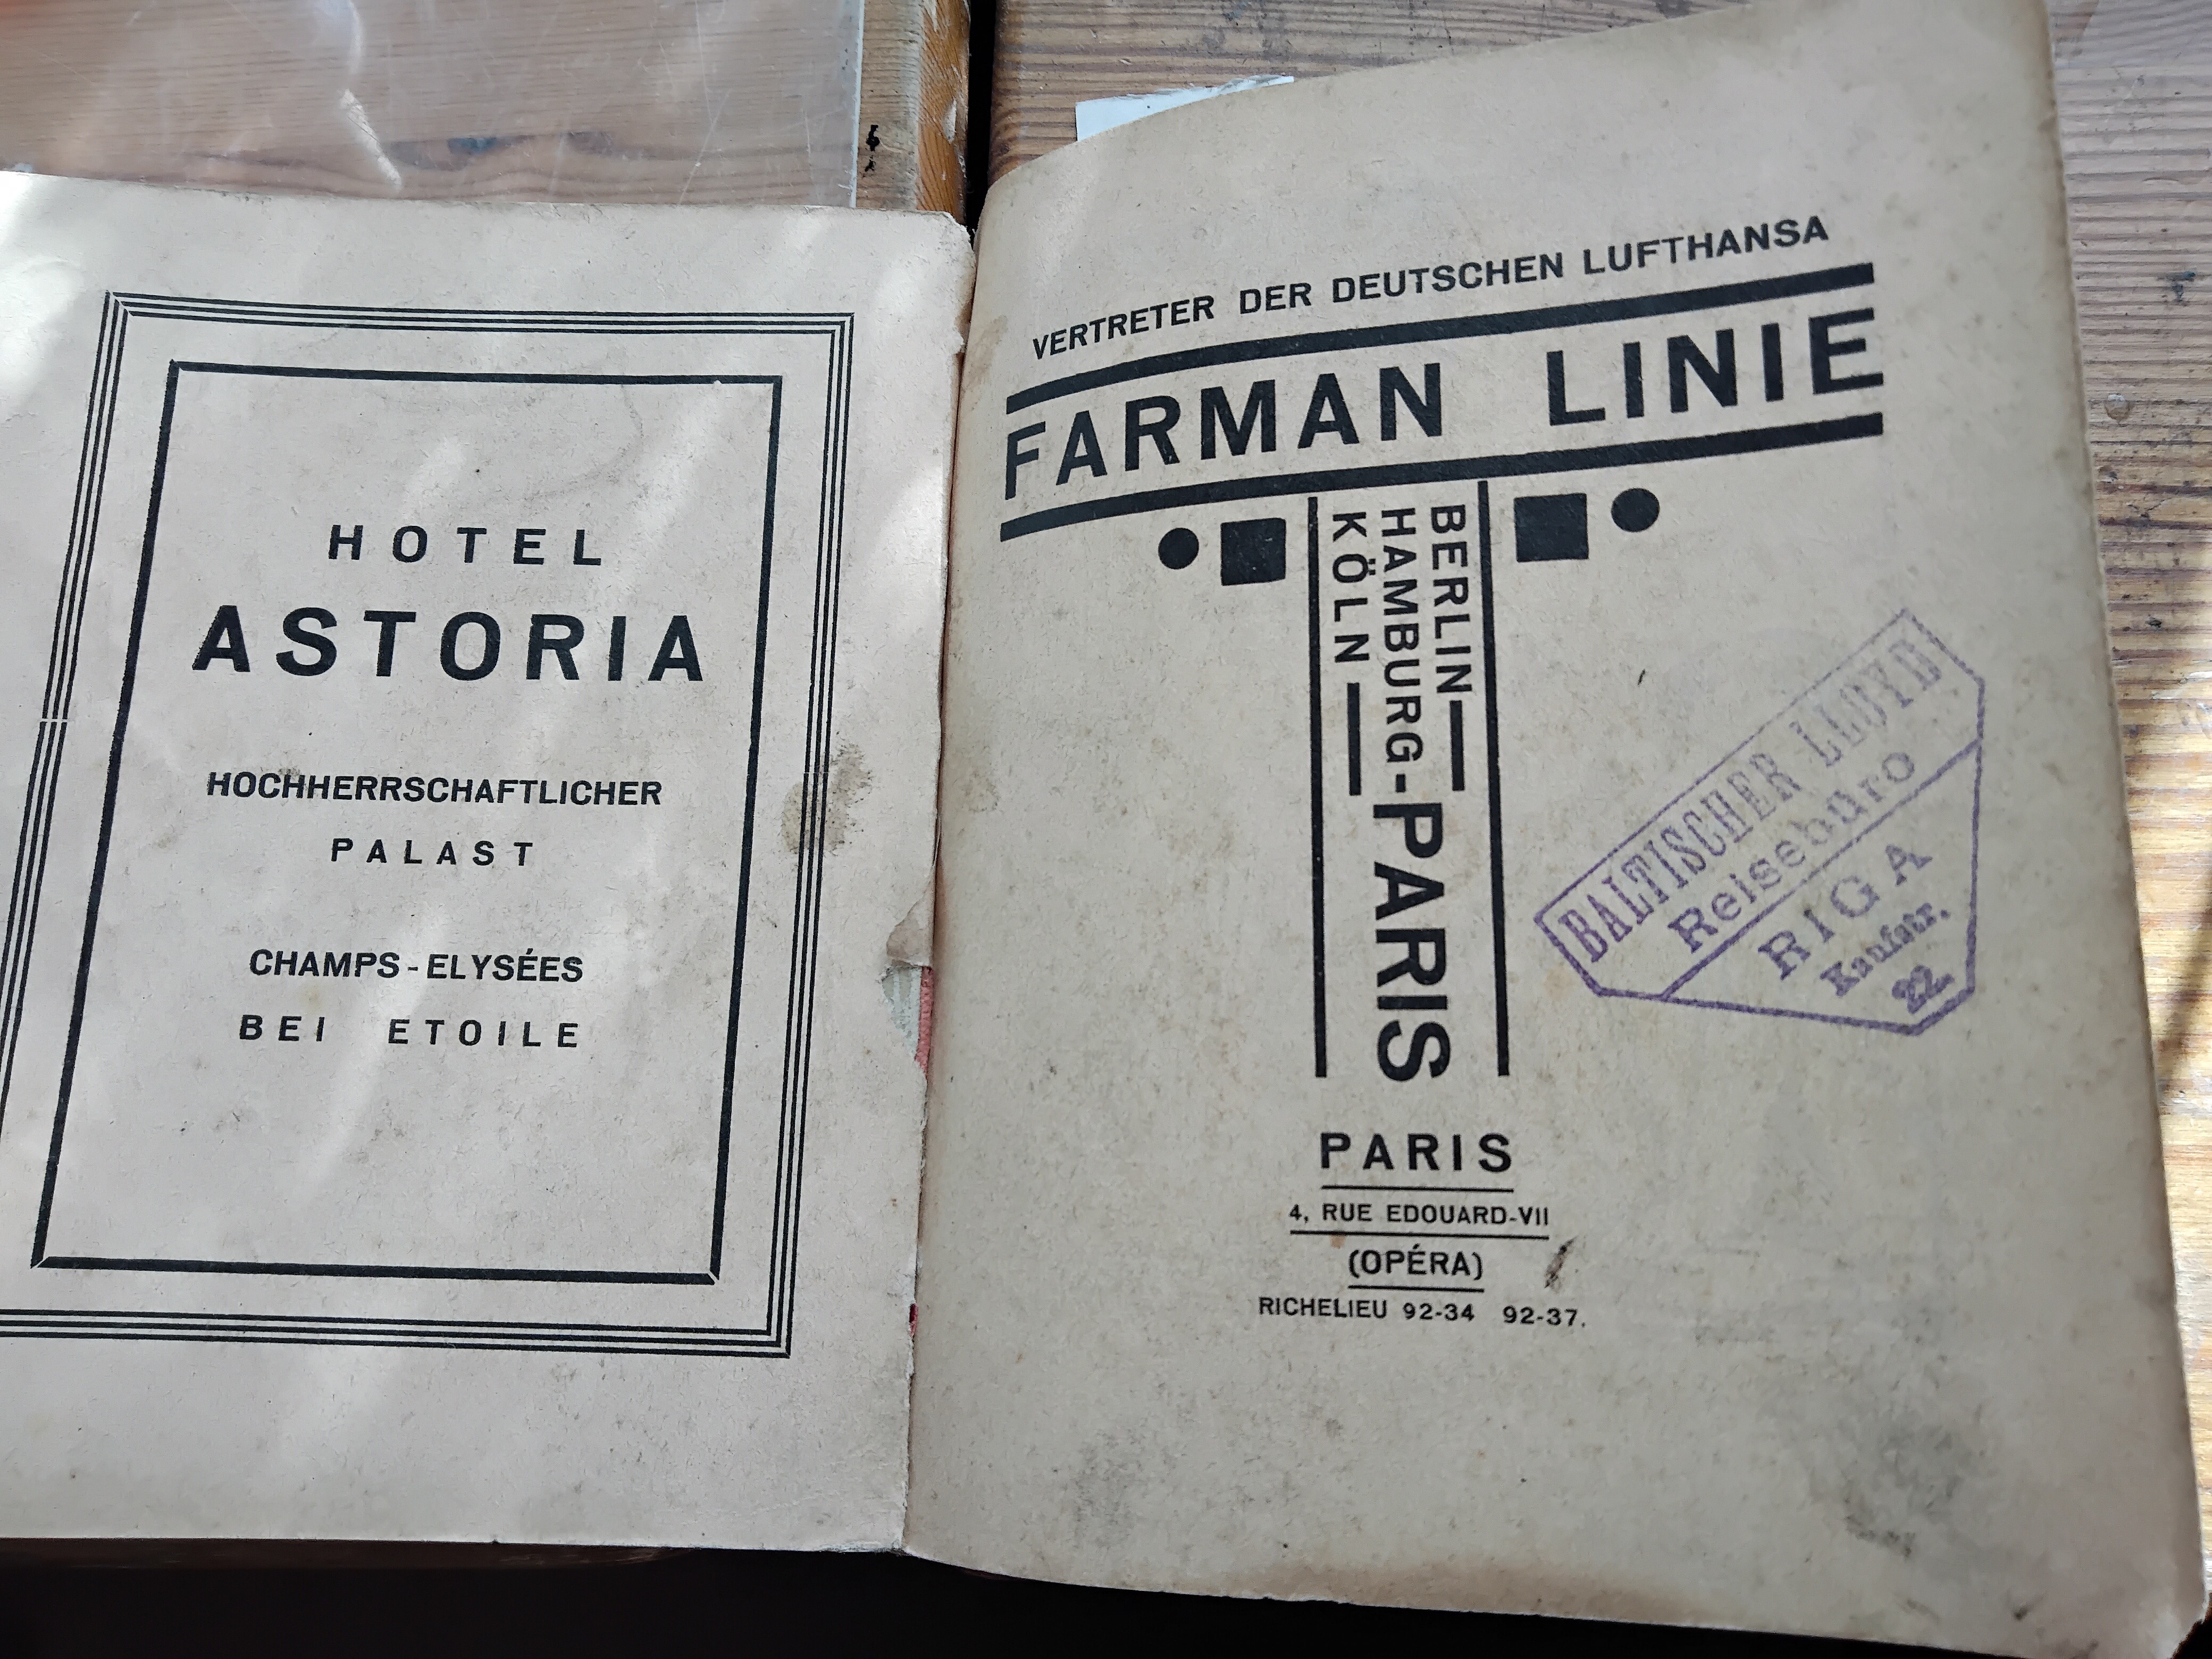 HOTEL
ASTORIA
HOCHHERRSCHAFTLICHER
PALAST
CHAMPS-ELYSÉES
BEI ETOILE
VERTRETER DER DEUTSCHEN LUFTHANSA
FARMAN LINIE
BERLIN—
HAMBURG-PARIS
KÖLN—
PARIS
4, RUE EDOUARD-VII
(OPÉRA)
RICHELIEU 92-34 92-37.
BALTISCHER LLOYD
Reisebüro
RIGA
Kaufstr.
22.